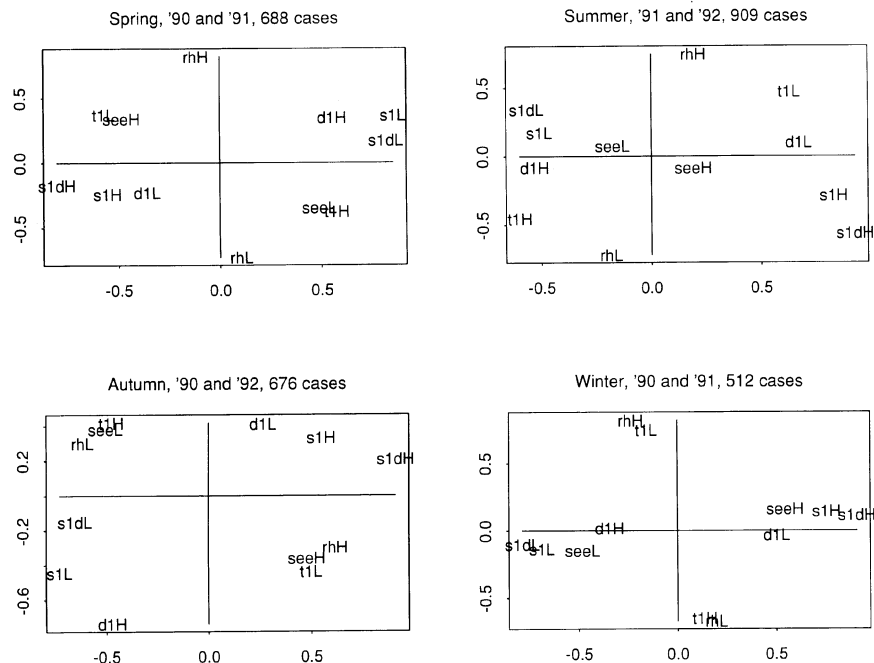 Spring, '90 and '91, 688 cases
rhH
0.5
t1L
seeH
d1H
s1L
s1dL
0.0
s1dH
s1H
d1L
seeL
t1H
-0.5
rhL
-0.5
0.0
0.5
Summer, '91 and '92, 909 cases
rhH
0.5
t1L
s1dL
s1L
seeL
d1L
0.0
d1H
seeH
s1H
t1H
s1dH
-0.5
rhL
-0.5
0.0
0.5
Autumn, '90 and '92, 676 cases
t1H
seeL
rhL
d1L
s1H
s1dH
0.2
s1dL
-0.2
rhH
seeH
t1L
s1L
-0.6
d1H
-0.5
0.0
0.5
Winter, '90 and '91, 512 cases
rhH
t1L
0.5
seeH
s1H
s1dH
0.0
d1H
d1L
s1dL
s1L
seeL
-0.5
t1H
rhL
-0.5
0.0
0.5